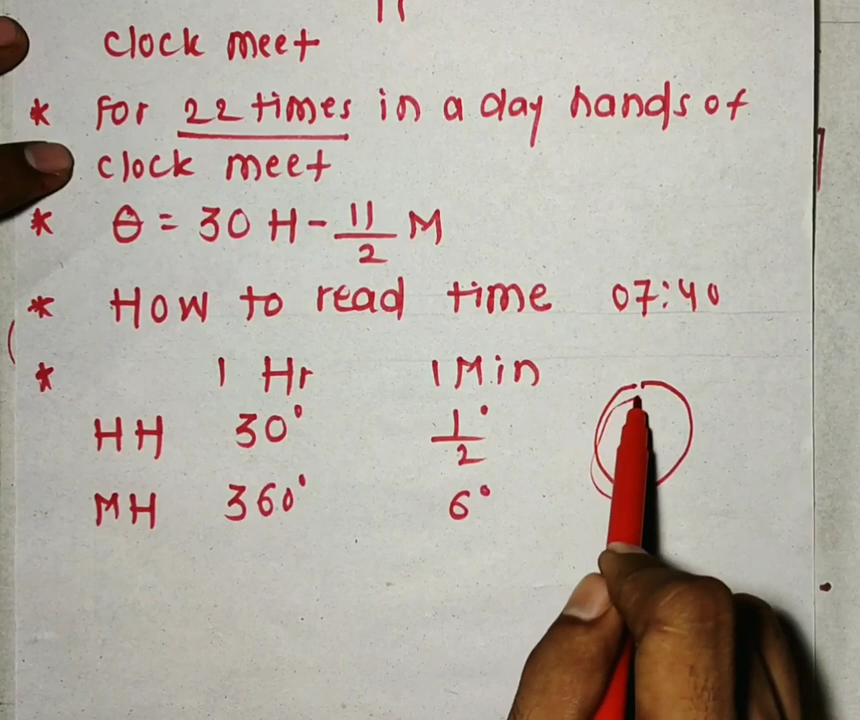 clock meet
* For 22 times in a day hands of
clock meet
* θ = 30 H - 11/2 M
* How to read time 07:40
* 1 Hr 1 Min
HH 30° 1/2°
MH 360° 6°